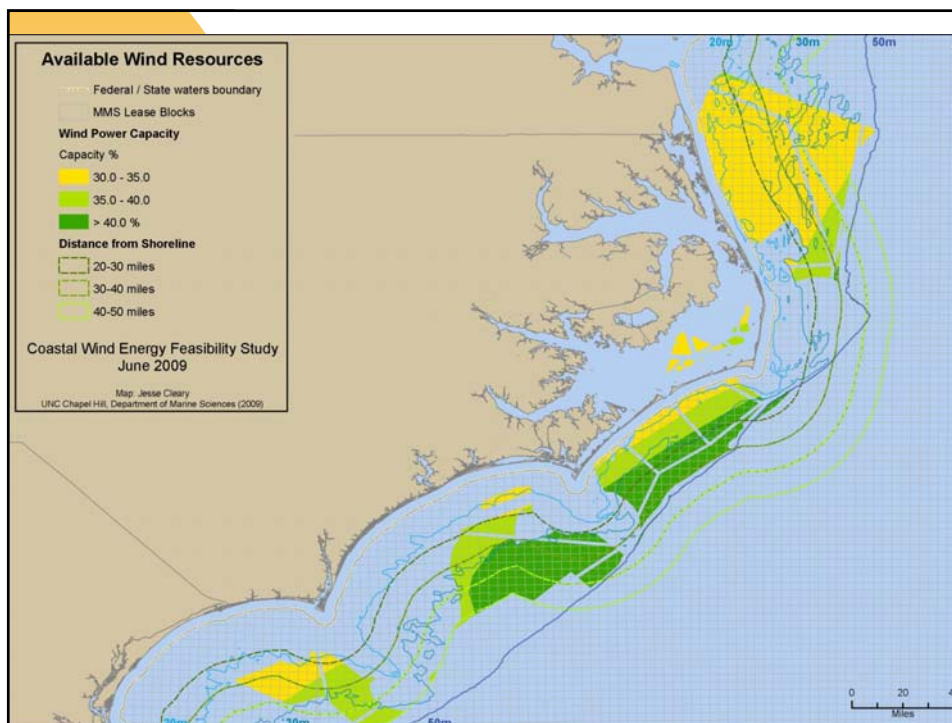 Available Wind Resources
Federal / State waters boundary
MMS Lease Blocks
Wind Power Capacity
Capacity %
30.0 - 35.0
35.0 - 40.0
> 40.0 %
Distance from Shoreline
20-30 miles
30-40 miles
40-50 miles
Coastal Wind Energy Feasibility Study
June 2009
Map: Jesse Cleary
UNC Chapel Hill, Department of Marine Sciences (2009)
20m
30m
50m
20m
30m
50m
0 20
Miles